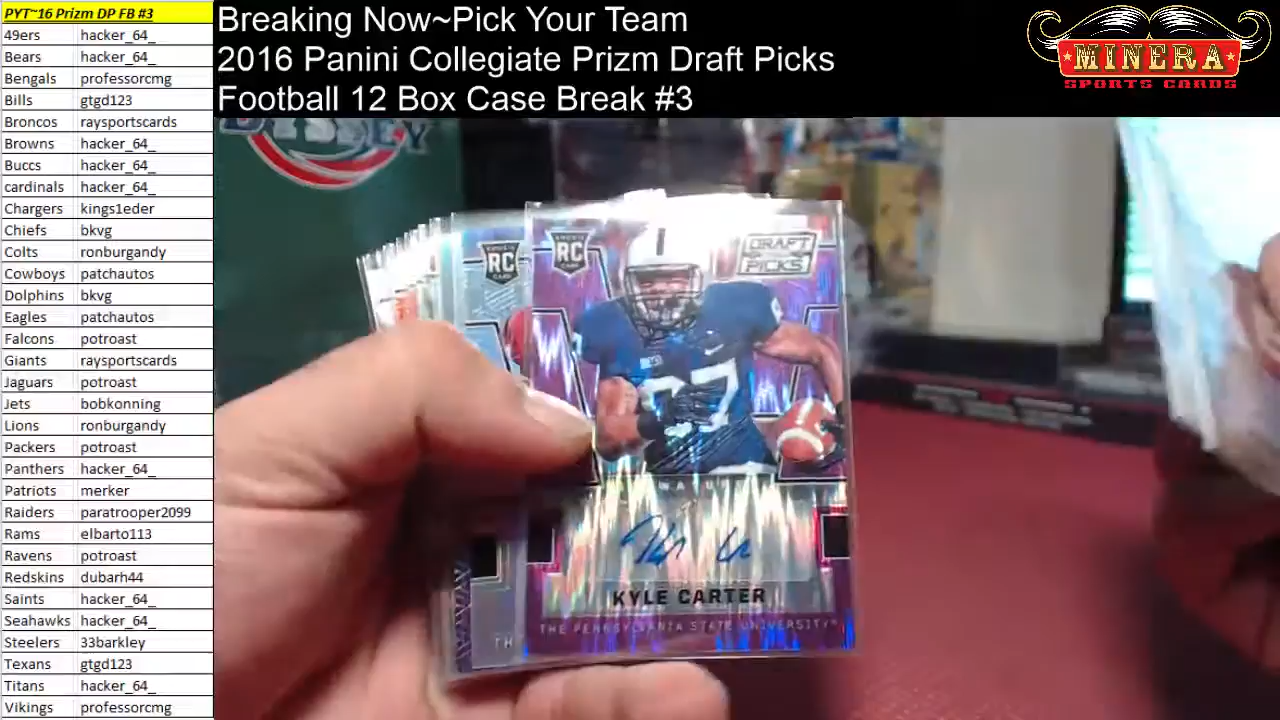 PYT~16 Prizm DP FB #3
49ers hacker_64_
Bears hacker_64_
Bengals professorcmg
Bills gtgd123
Broncos raysportscards
Browns hacker_64_
Buccs hacker_64_
cardinals hacker_64_
Chargers kings1eder
Chiefs bkvg
Colts ronburgandy
Cowboys patchautos
Dolphins bkvg
Eagles patchautos
Falcons potroast
Giants raysportscards
Jaguars potroast
Jets bobkonning
Lions ronburgandy
Packers potroast
Panthers hacker_64_
Patriots merker
Raiders paratrooper2099
Rams elbarto113
Ravens potroast
Redskins dubarh44
Saints hacker_64_
Seahawks hacker_64_
Steelers 33barkley
Texans gtgd123
Titans hacker_64_
Vikings professorcmg
Breaking Now~Pick Your Team
2016 Panini Collegiate Prizm Draft Picks
Football 12 Box Case Break #3
MINERA
SPORTS CARDS
RC
RC
DRAFT
PICKS
87
KYLE CARTER
THE PENNSYLVANIA STATE UNIVERSITY
TH